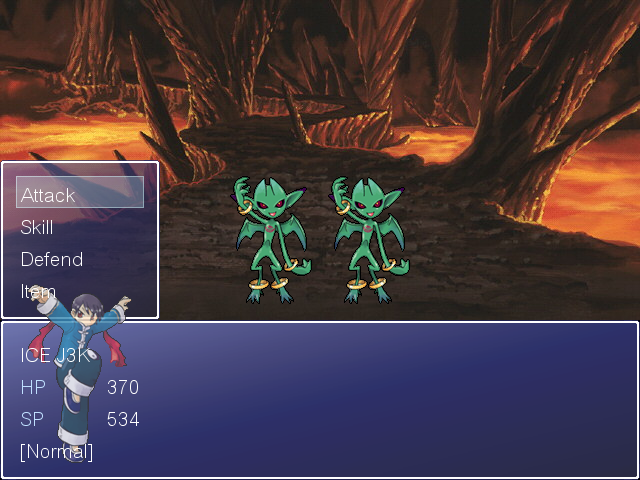 Attack
Skill
Defend
Item
ICE J3K
HP 370
SP 534
[Normal]